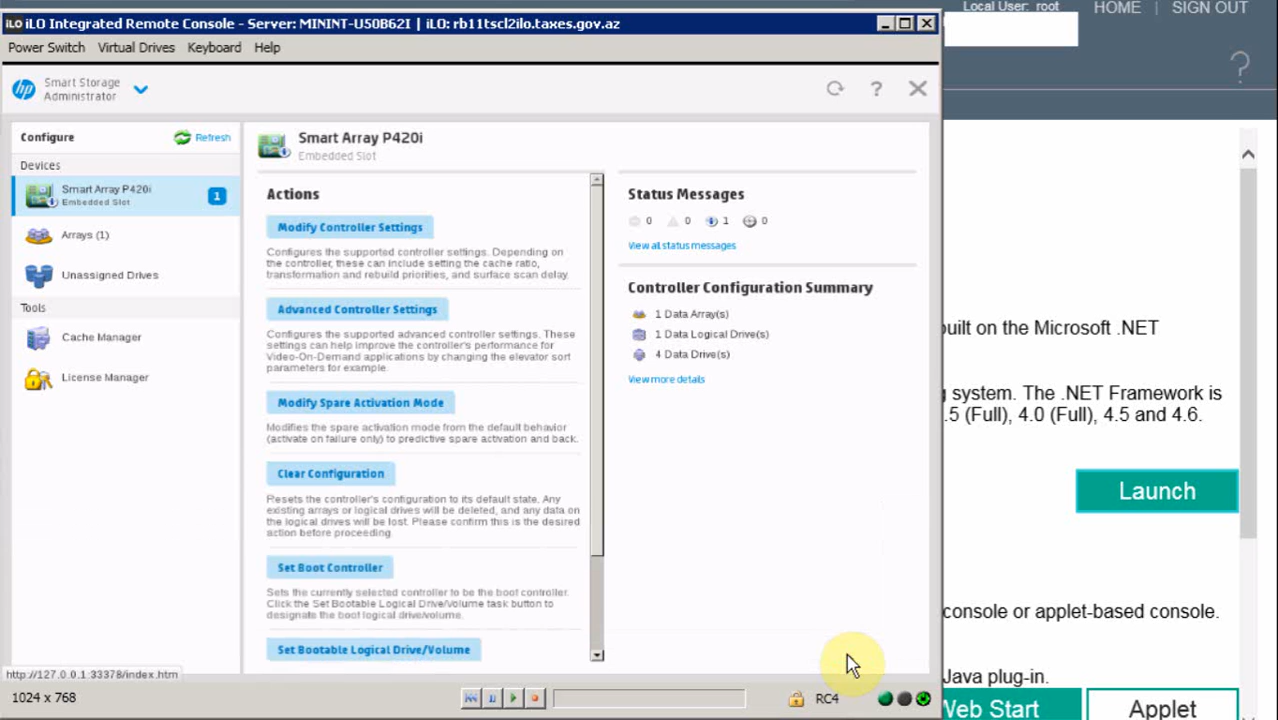 Local User: root
HOME | SIGN OUT
iLO Integrated Remote Console - Server: MININT-U50B62I | iLO: rb11tscl2ilo.taxes.gov.az
Power Switch Virtual Drives Keyboard Help
hp
Smart Storage
Administrator
?
?
Configure
Refresh
Devices
Smart Array P420i
Embedded Slot
1
Arrays (1)
Unassigned Drives
Tools
Cache Manager
License Manager
Smart Array P420i
Embedded Slot
Actions
Modify Controller Settings
Configures the supported controller settings. Depending on
the controller, these can include setting the cache ratio,
transformation and rebuild priorities, and surface scan delay.
Advanced Controller Settings
Configures the supported advanced controller settings. These
settings can help improve the controller's performance for
Video-On-Demand applications by changing the elevator sort
parameters for example.
Modify Spare Activation Mode
Modifies the spare activation mode from the default behavior
(activate on failure only) to predictive spare activation and back.
Clear Configuration
Resets the controller's configuration to its default state. Any
existing arrays or logical drives will be deleted, and any data on
the logical drives will be lost. Please confirm this is the desired
action before proceeding.
Set Boot Controller
Sets the currently selected controller to be the boot controller.
Click the Set Bootable Logical Drive/Volume task button to
designate the boot logical drive/volume.
Set Bootable Logical Drive/Volume
Status Messages
0 0 1 0
View all status messages
Controller Configuration Summary
1 Data Array(s)
1 Data Logical Drive(s)
4 Data Drive(s)
View more details
http://127.0.0.1:33378/index.htm
1024 x 768
RC4
built on the Microsoft .NET
g system. The .NET Framework is
.5 (Full), 4.0 (Full), 4.5 and 4.6.
Launch
console or applet-based console.
Java plug-in.
Web Start
Applet